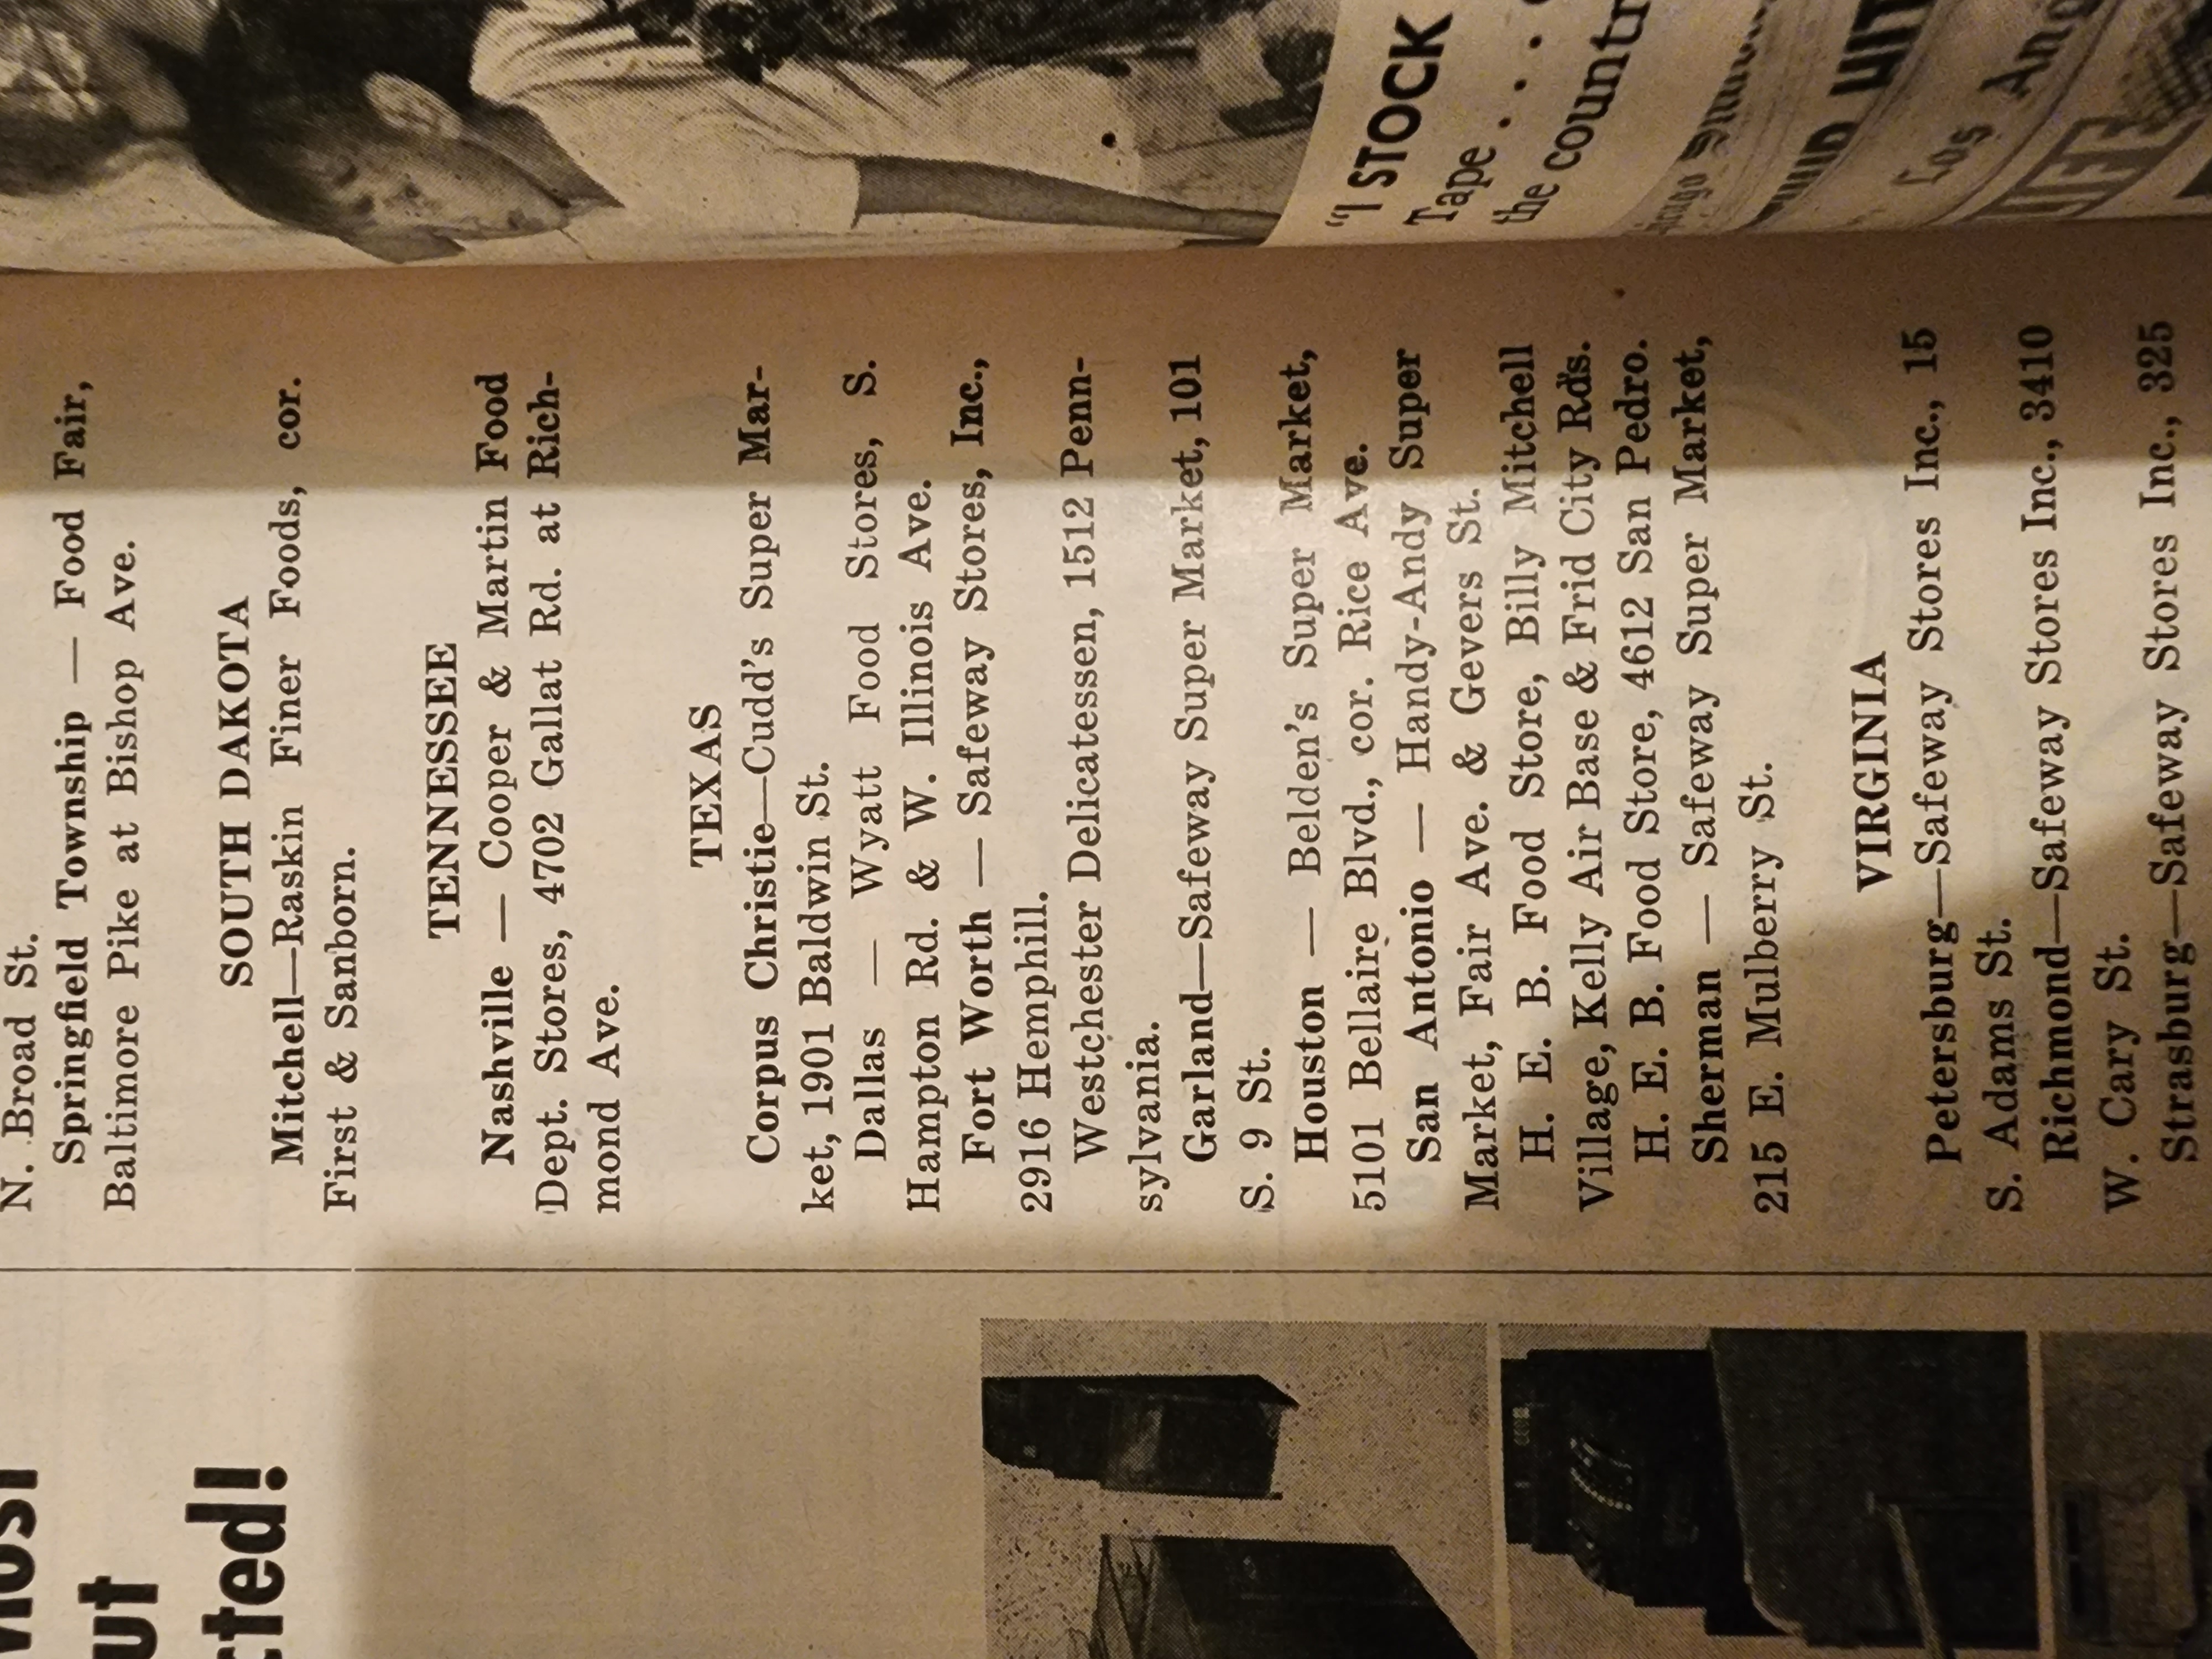 N. Broad St.
Springfield Township — Food Fair,
Baltimore Pike at Bishop Ave.
SOUTH DAKOTA
Mitchell—Raskin Finer Foods, cor.
First & Sanborn.
TENNESSEE
Nashville — Cooper & Martin Food
Dept. Stores, 4702 Gallat Rd. at Rich-
mond Ave.
TEXAS
Corpus Christie—Cudd's Super Mar-
ket, 1901 Baldwin St.
Dallas — Wyatt Food Stores, S.
Hampton Rd. & W. Illinois Ave.
Fort Worth — Safeway Stores, Inc.,
2916 Hemphill.
Westchester Delicatessen, 1512 Penn-
sylvania.
Garland—Safeway Super Market, 101
S. 9 St.
Houston — Belden's Super Market,
5101 Bellaire Blvd., cor. Rice Ave.
San Antonio — Handy-Andy Super
Market, Fair Ave. & Gevers St.
H. E. B. Food Store, Billy Mitchell
Village, Kelly Air Base & Frid City Rds.
H. E. B. Food Store, 4612 San Pedro.
Sherman — Safeway Super Market,
215 E. Mulberry St.
VIRGINIA
Petersburg—Safeway Stores Inc., 15
S. Adams St.
Richmond—Safeway Stores Inc., 3410
W. Cary St.
Strasburg—Safeway Stores Inc., 325
"I STOCK
Tape . . . .
the countr
Los Ang
LIFE
ut
cted!